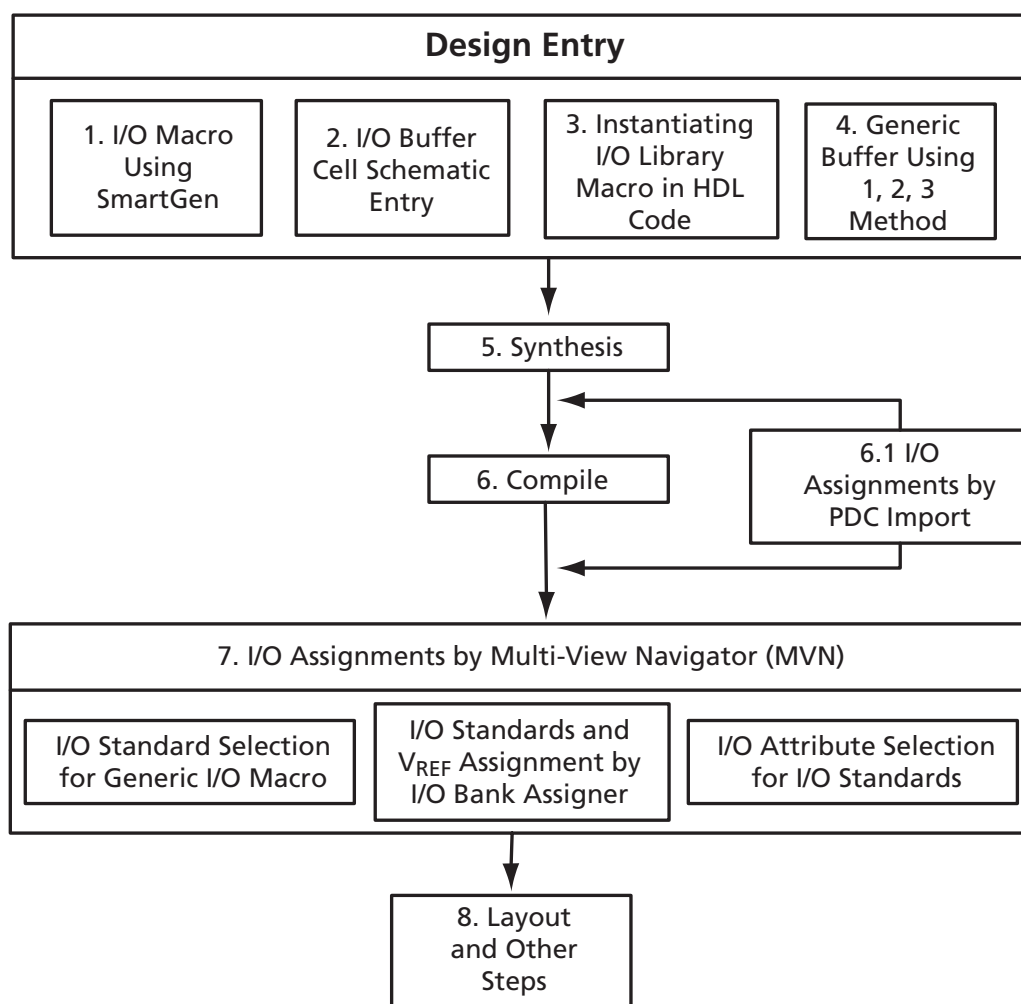 Design Entry
1. I/O Macro
Using
SmartGen
2. I/O Buffer
Cell Schematic
Entry
3. Instantiating
I/O Library
Macro in HDL
Code
4. Generic
Buffer Using
1, 2, 3
Method
5. Synthesis
6. Compile
6.1 I/O
Assignments by
PDC Import
7. I/O Assignments by Multi-View Navigator (MVN)
I/O Standard Selection
for Generic I/O Macro
I/O Standards and
VREF Assignment by
I/O Bank Assigner
I/O Attribute Selection
for I/O Standards
8. Layout
and Other
Steps